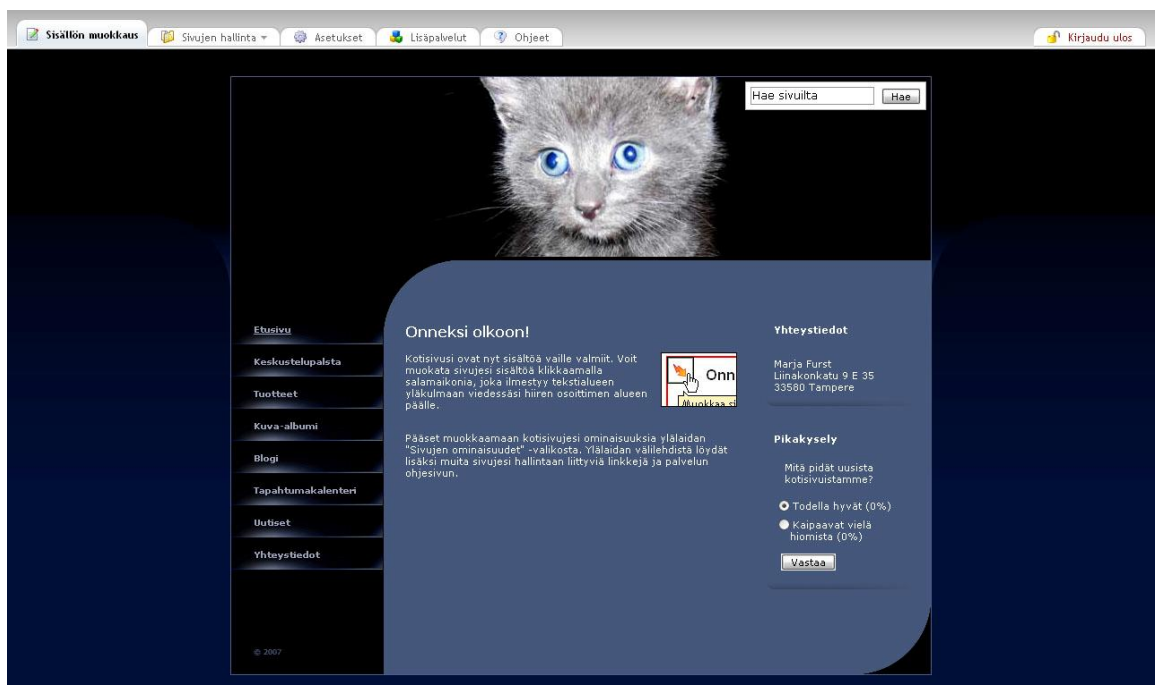 Sisällön muokkaus
Sivujen hallinta
Asetukset
Lisäpalvelut
Ohjeet
Kirjaudu ulos
Hae sivuilta
Hae
Etusivu
Keskustelupalsta
Tuotteet
Kuva-albumi
Blogi
Tapahtumakalenteri
Uutiset
Yhteystiedot
© 2007
Onneksi olkoon!
Kotisivusi ovat nyt sisältöä vaille valmiit. Voit
muokata sivujesi sisältöä klikkaamalla
salamaikonia, joka ilmestyy tekstialueen
yläkulmaan viedessäsi hiiren osoittimen alueen
päälle.
Onn
Muokkaa si
Pääset muokkaamaan kotisivujesi ominaisuuksia ylälaidan
"Sivujen ominaisuudet" -valikosta. Ylälaidan välilehdistä löydät
lisäksi muita sivujesi hallintaan liittyviä linkkejä ja palvelun
ohjesivun.
Yhteystiedot
Marja Furst
Liinakonkatu 9 E 35
33580 Tampere
Pikakysely
Mitä pidät uusista
kotisivuistamme?
Todella hyvät (0%)
Kaipaavat vielä
hiomista (0%)
Vastaa